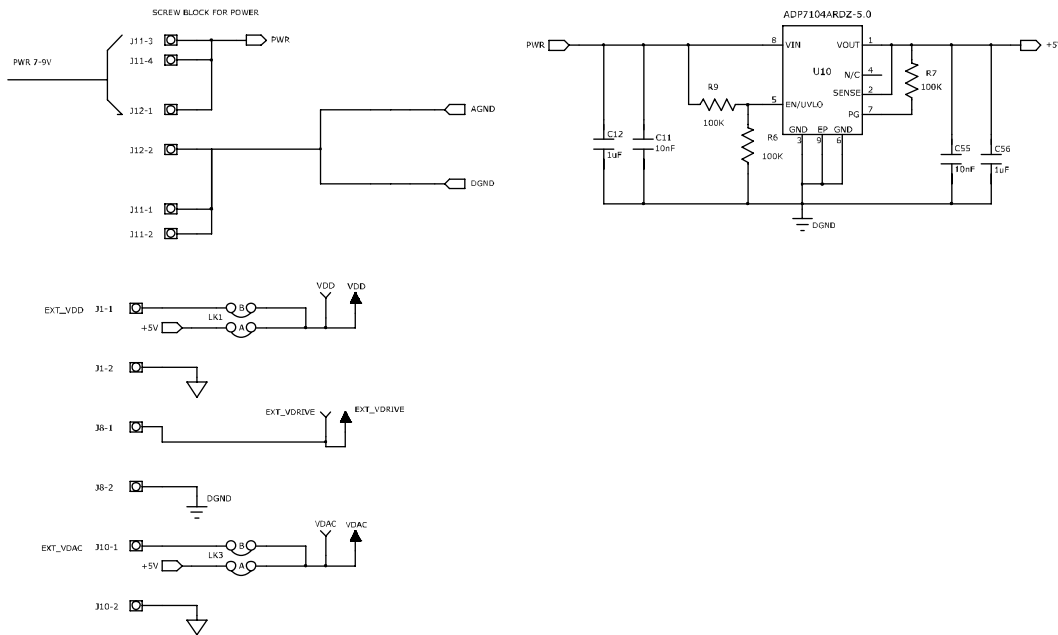 SCREW BLOCK FOR POWER
PWR 7-9V
J11-3
J11-4
J12-1
J12-2
J11-1
J11-2
PWR
AGND
DGND
ADP7104ARDZ-5.0
PWR
8 VIN
VOUT 1
U10
N/C 4
SENSE 2
PG 7
5 EN/UVLO
GND EP GND
3 9 6
R9
100K
R6
100K
R7
100K
C12
1uF
C11
10nF
C55
10nF
C56
1uF
+5
DGND
EXT_VDD J1-1
B
LK1
+5V
A
VDD
VDD
J1-2
J8-1
EXT_VDRIVE
EXT_VDRIVE
J8-2
DGND
EXT_VDAC J10-1
B
LK3
+5V
A
VDAC
VDAC
J10-2